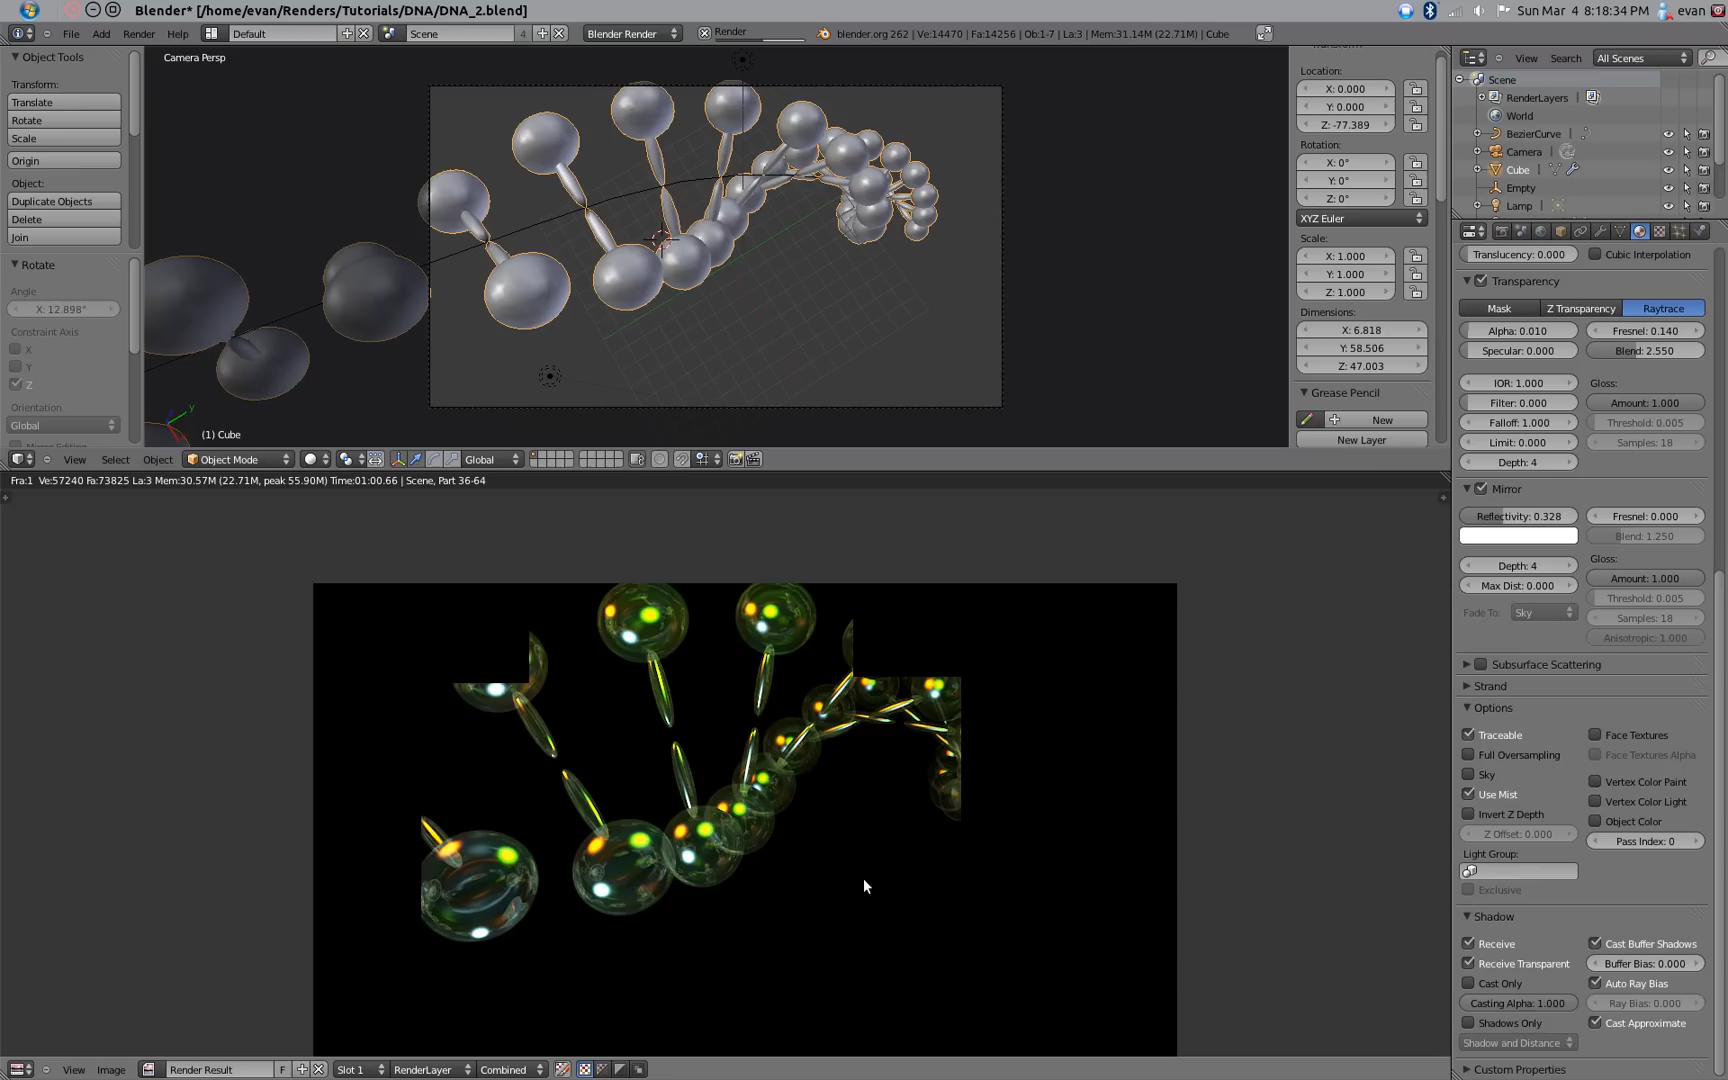 Blender* [/home/evan/Renders/Tutorials/DNA/DNA_2.blend]
Sun Mar 4 8:18:34 PM evan
File Add Render Help Default Scene 4 Blender Render Render blender.org 262 | Ve:14470 | Fa:14256 | Ob:1-7 | La:3 | Mem:31.14M (22.71M) | Cube
View Search All Scenes
Object Tools
Transform:
Translate
Rotate
Scale
Origin
Object:
Duplicate Objects
Delete
Join
Rotate
Angle
X: 12.898°
Constraint Axis
X
Y
Z
Orientation
Global
Camera Persp
y
(1) Cube
Location:
X: 0.000
Y: 0.000
Z: -77.389
Rotation:
X: 0°
Y: 0°
Z: 0°
XYZ Euler
Scale:
X: 1.000
Y: 1.000
Z: 1.000
Dimensions:
X: 6.818
Y: 58.506
Z: 47.003
Grease Pencil
New
New Layer
Scene
RenderLayers
World
BezierCurve
Camera
Cube
Empty
Lamp
View Select Object Object Mode Global
Fra:1 Ve:57240 Fa:73825 La:3 Mem:30.57M (22.71M, peak 55.90M) Time:01:00.66 | Scene, Part 36-64
Translucency: 0.000 Cubic Interpolation
Transparency
Mask Z Transparency Raytrace
Alpha: 0.010 Fresnel: 0.140
Specular: 0.000 Blend: 2.550
IOR: 1.000 Gloss:
Filter: 0.000 Amount: 1.000
Falloff: 1.000 Threshold: 0.005
Limit: 0.000 Samples: 18
Depth: 4
Mirror
Reflectivity: 0.328 Fresnel: 0.000
Blend: 1.250
Gloss:
Depth: 4 Amount: 1.000
Max Dist: 0.000 Threshold: 0.005
Fade To: Sky Samples: 18
Anisotropic: 1.000
Subsurface Scattering
Strand
Options
Traceable Face Textures
Full Oversampling Face Textures Alpha
Sky Vertex Color Paint
Use Mist Vertex Color Light
Invert Z Depth Object Color
Z Offset: 0.000 Pass Index: 0
Light Group:
Exclusive
Shadow
Receive Cast Buffer Shadows
Receive Transparent Buffer Bias: 0.000
Cast Only Auto Ray Bias
Casting Alpha: 1.000 Ray Bias: 0.000
Shadows Only Cast Approximate
Shadow and Distance
Custom Properties
View Image Render Result F Slot 1 RenderLayer Combined